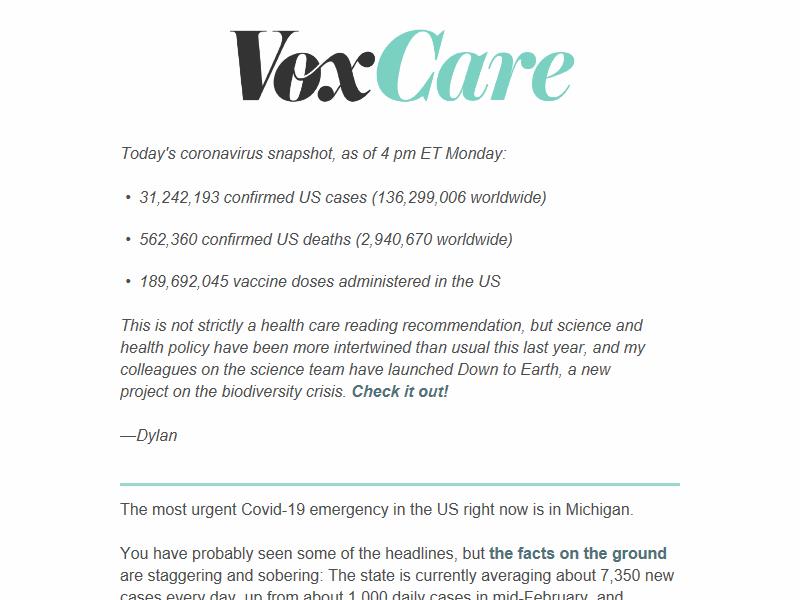 VoxCare
Today's coronavirus snapshot, as of 4 pm ET Monday:
• 31,242,193 confirmed US cases (136,299,006 worldwide)
• 562,360 confirmed US deaths (2,940,670 worldwide)
• 189,692,045 vaccine doses administered in the US
This is not strictly a health care reading recommendation, but science and
health policy have been more intertwined than usual this last year, and my
colleagues on the science team have launched Down to Earth, a new
project on the biodiversity crisis. Check it out!
—Dylan
The most urgent Covid-19 emergency in the US right now is in Michigan.
You have probably seen some of the headlines, but the facts on the ground
are staggering and sobering: The state is currently averaging about 7,350 new
cases every day, up from about 1,000 daily cases in mid-February, and